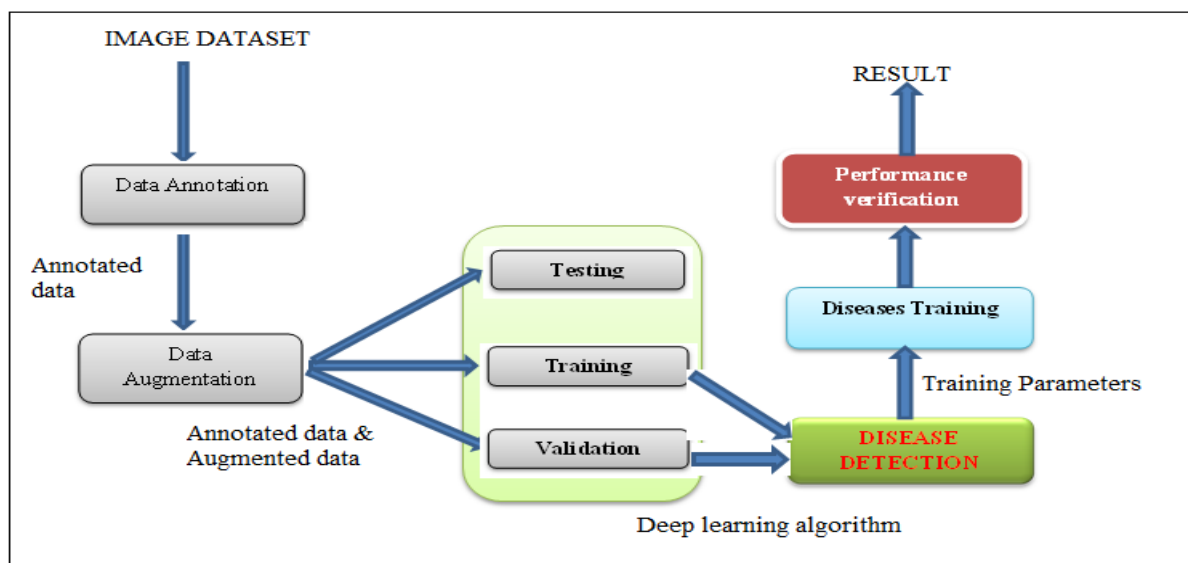 IMAGE DATASET
Data Annotation
Annotated
data
Data
Augmentation
Annotated data &
Augmented data
Testing
Training
Validation
Deep learning algorithm
DISEASE
DETECTION
Training Parameters
Diseases Training
Performance
verification
RESULT